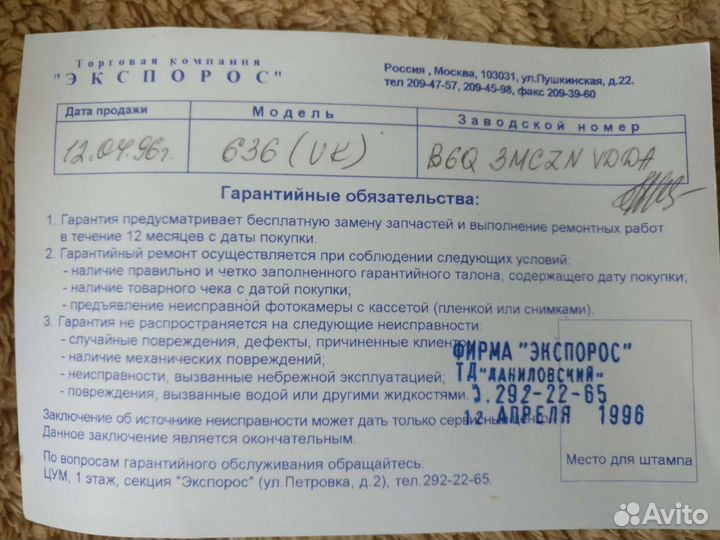 Торговая компания
"ЭКСПОРОС"
Россия , Москва, 103031, ул.Пушкинская, д.22.
тел 209-47-57, 209-45-98, факс 209-39-60
Дата продажи Модель Заводской номер
12.04.96г. 636 (UK) B6Q 3MCZN VDDA
Гарантийные обязательства:
1. Гарантия предусматривает бесплатную замену запчастей и выполнение ремонтных работ
в течение 12 месяцев с даты покупки.
2. Гарантийный ремонт осуществляется при соблюдении следующих условий:
- наличие правильно и четко заполненного гарантийного талона, содержащего дату покупки;
- наличие товарного чека с датой покупки;
- предъявление неисправной фотокамеры с кассетой (пленкой или снимками).
3. Гарантия не распространяется на следующие неисправности:
- случайные повреждения, дефекты, причиненные
- наличие механических повреждений;
- неисправности, вызванные небрежной эксплуатацией;
- повреждения, вызванные водой или другими жидкостями.
ФИРМА "ЭКСПОРОС"
ТД "ДАНИЛОВСКИЙ"
292-22-65
12 АПРЕЛЯ 1996
Заключение об источнике неисправности может дать только
Данное заключение является окончательным.
Место для штампа
По вопросам гарантийного обслуживания обращайтесь:
ЦУМ, 1 этаж, секция "Экспорос" (ул.Петровка, д.2), тел.292-22-65.
Avito